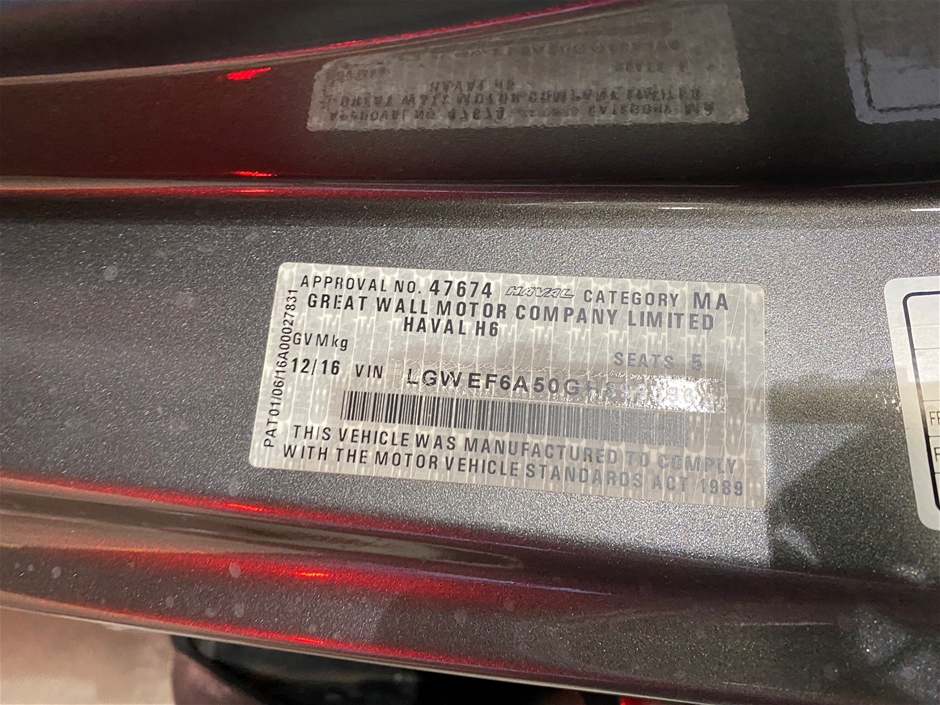 APPROVAL NO. 47674 HAVAL CATEGORY MA
GREAT WALL MOTOR COMPANY LIMITED
HAVAL H6
GVMkg
SEATS 5
12/16 VIN
THIS VEHICLE WAS MANUFACTURED TO COMPLY
WITH THE MOTOR VEHICLE STANDARDS ACT 1989
PAT01/06/16A00027831